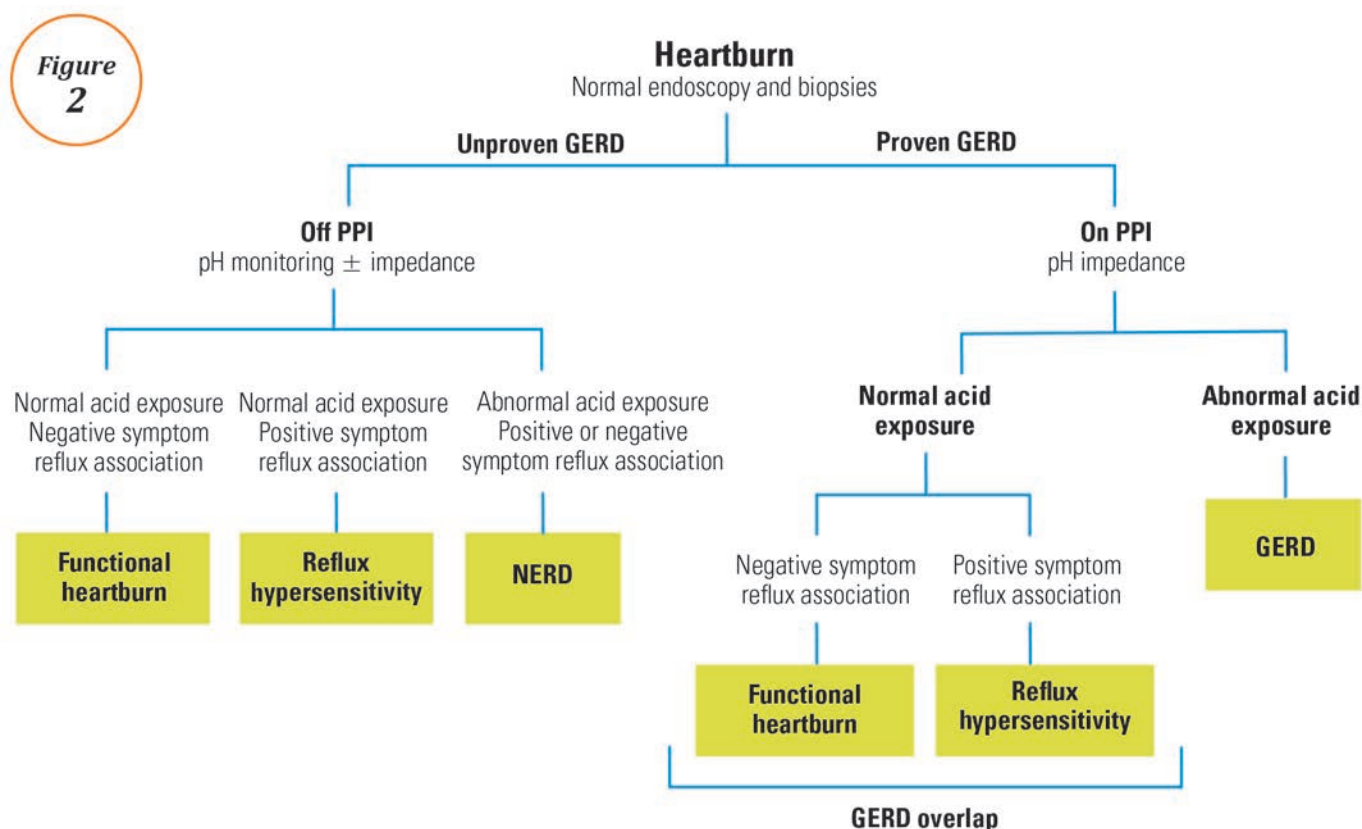 Figure
2
Heartburn
Normal endoscopy and biopsies
Unproven GERD
Proven GERD
Off PPI
pH monitoring ± impedance
On PPI
pH impedance
Normal acid exposure
Negative symptom
reflux association
Normal acid exposure
Positive symptom
reflux association
Abnormal acid exposure
Positive or negative
symptom reflux association
Normal acid
exposure
Abnormal acid
exposure
Functional
heartburn
Reflux
hypersensitivity
NERD
GERD
Negative symptom
reflux association
Positive symptom
reflux association
Functional
heartburn
Reflux
hypersensitivity
GERD overlap